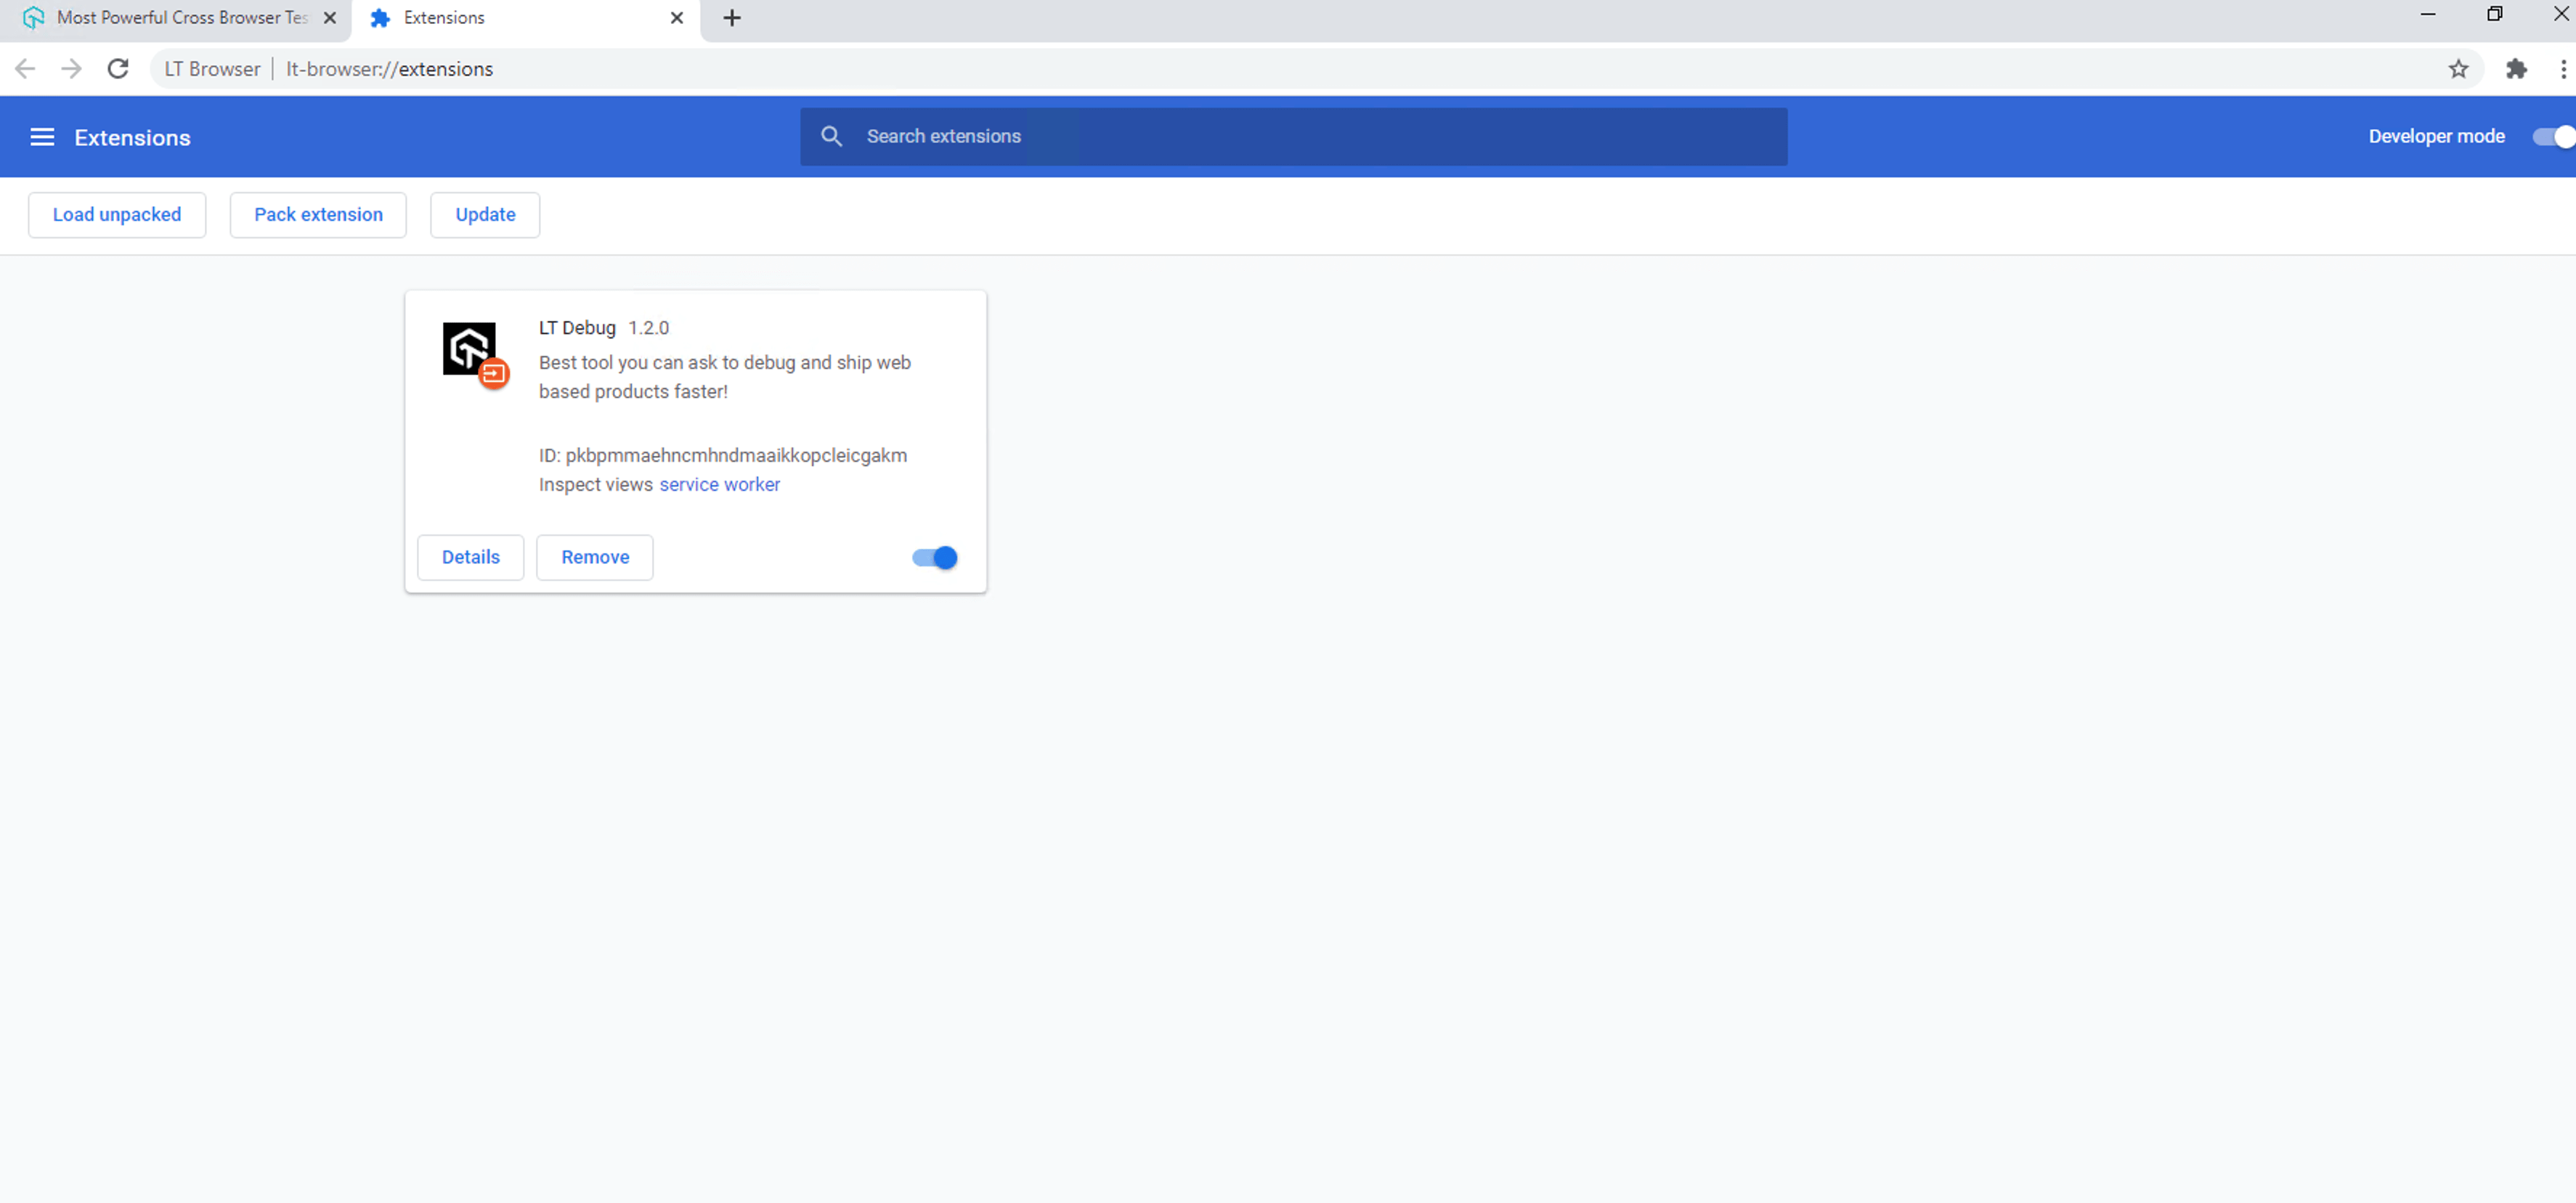 Most Powerful Cross Browser Tes
Extensions
LT Browser
lt-browser://extensions
Extensions
Search extensions
Developer mode
Load unpacked
Pack extension
Update
LT Debug 1.2.0
Best tool you can ask to debug and ship web
based products faster!
ID: pkbpmmaehncmhndmaaikkopcleicgakm
Inspect views service worker
Details
Remove